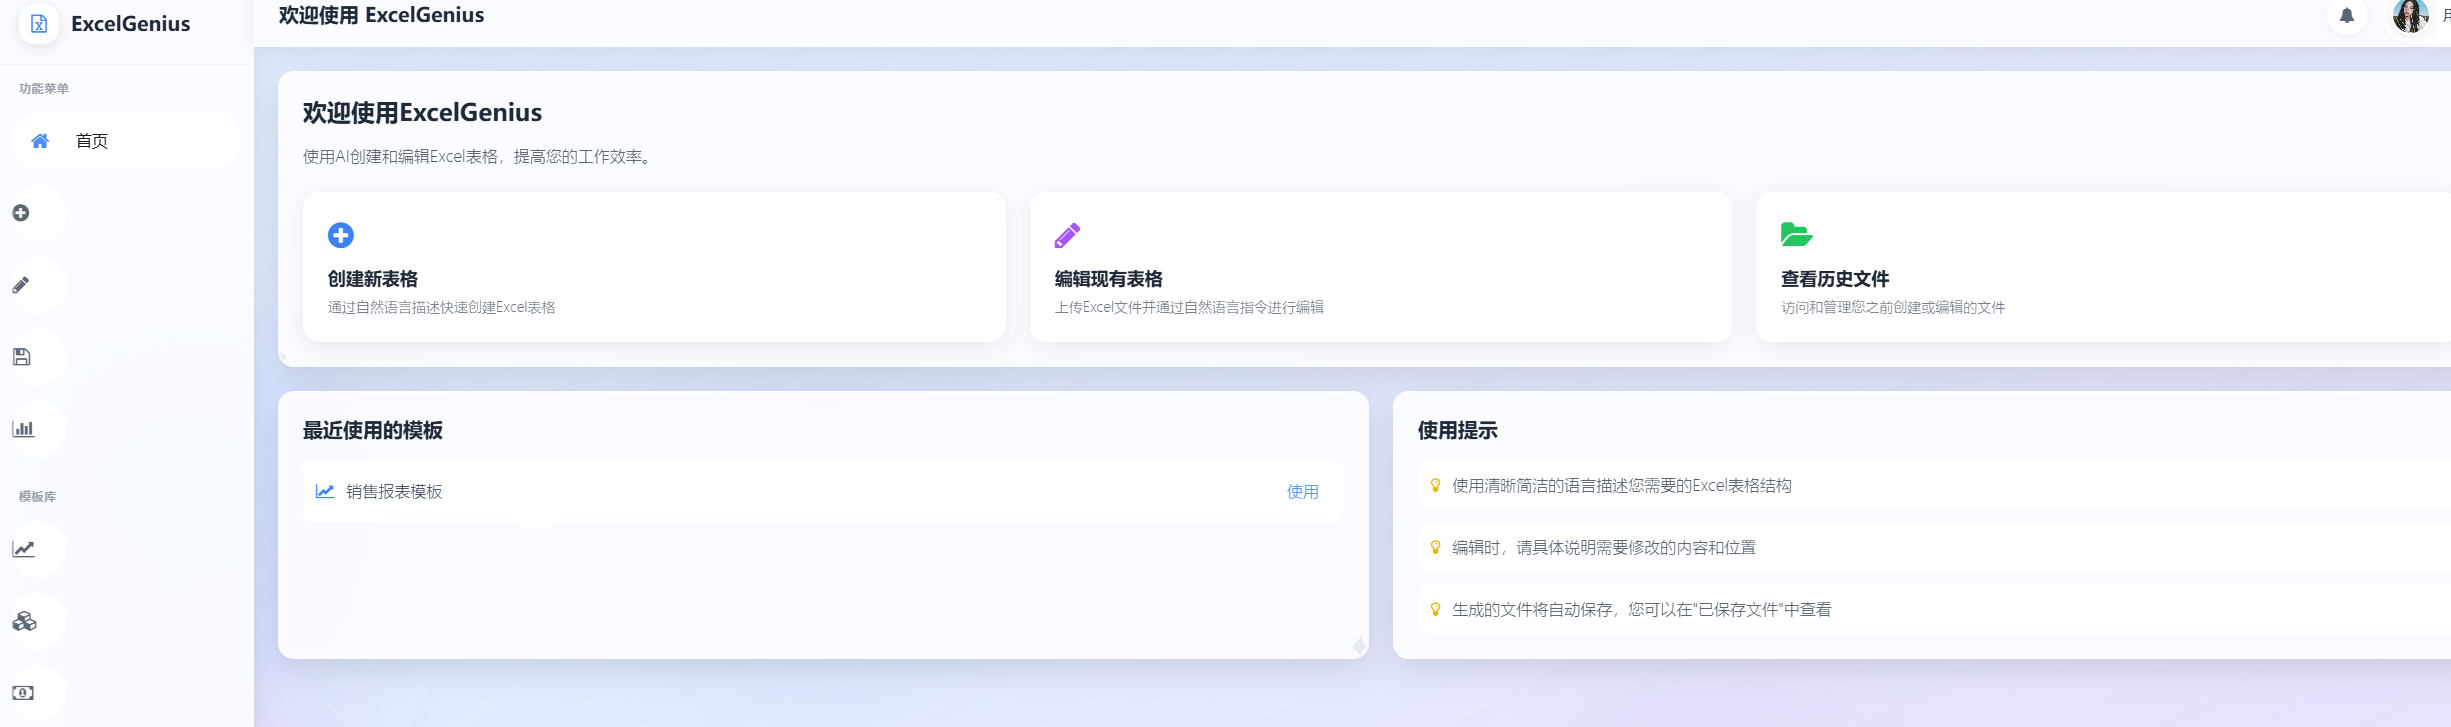 ExcelGenius
欢迎使用 ExcelGenius
功能菜单
首页
模板库
欢迎使用ExcelGenius
使用AI创建和编辑Excel表格，提高您的工作效率。
创建新表格
通过自然语言描述快速创建Excel表格
编辑现有表格
上传Excel文件并通过自然语言指令进行编辑
查看历史文件
访问和管理您之前创建或编辑的文件
最近使用的模板
销售报表模板
使用
使用提示
使用清晰简洁的语言描述您需要的Excel表格结构
编辑时，请具体说明需要修改的内容和位置
生成的文件将自动保存，您可以在"已保存文件"中查看